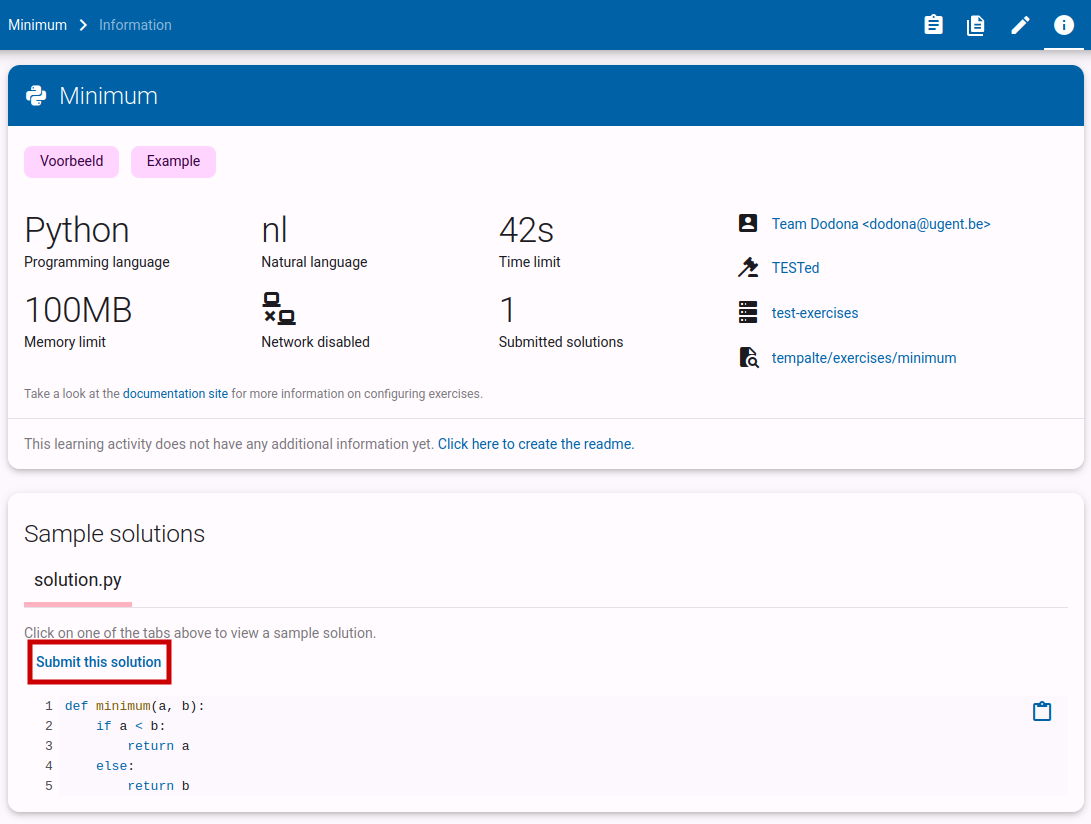 Minimum > Information
Minimum
Voorbeeld Example
Python
Programming language
nl
Natural language
42s
Time limit
100MB
Memory limit
Network disabled
1
Submitted solutions
Team Dodona <dodona@ugent.be>
TESTed
test-exercises
tempalte/exercises/minimum
Take a look at the documentation site for more information on configuring exercises.
This learning activity does not have any additional information yet. Click here to create the readme.
Sample solutions
solution.py
Click on one of the tabs above to view a sample solution.
Submit this solution
1 def minimum(a, b):
2     if a < b:
3         return a
4     else:
5         return b